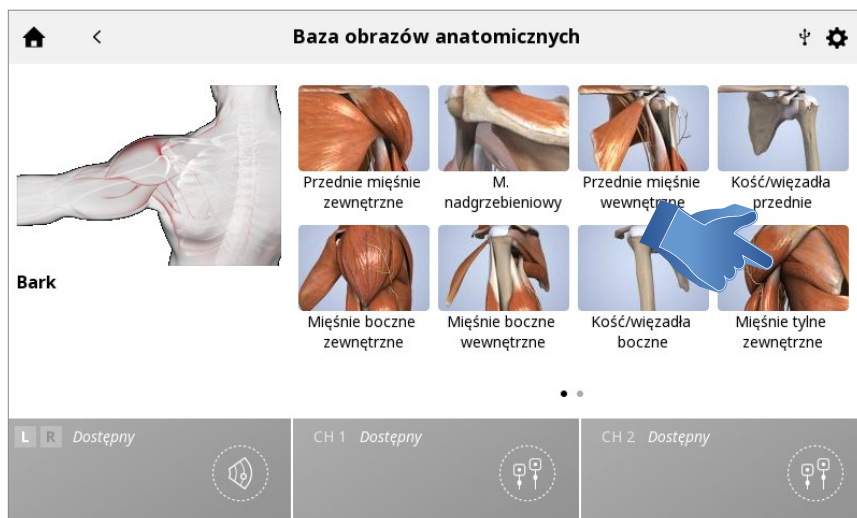 Baza obrazów anatomicznych
Przednie mięśnie
zewnętrzne
M.
nadgrzebieniowy
Przednie mięśnie
wewnętrzne
Kość/więzadła
przednie
Bark
Mięśnie boczne
zewnętrzne
Mięśnie boczne
wewnętrzne
Kość/więzadła
boczne
Mięśnie tylne
zewnętrzne
L R Dostępny
CH 1 Dostępny
CH 2 Dostępny